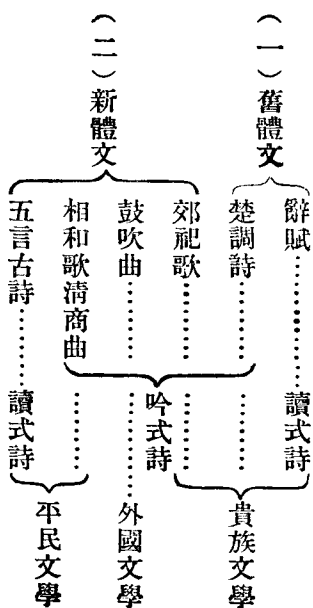 (一)舊體文
辭賦……………讀式詩
楚調詩…………
(二)新體文
郊祀歌…………
鼓吹曲…………
相和歌清商曲
五言古詩………讀式詩
吟式詩
貴族文學
外國文學
平民文學